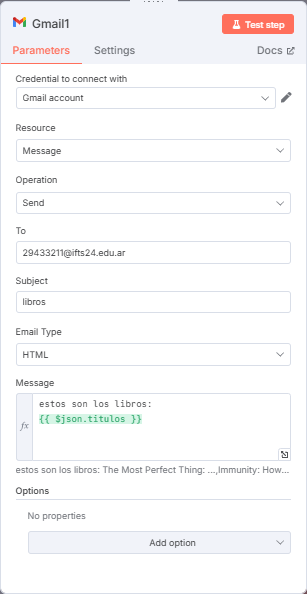 Gmail1
Test step
Parameters
Settings
Docs
Credential to connect with
Gmail account
Resource
Message
Operation
Send
To
29433211@ifts24.edu.ar
Subject
libros
Email Type
HTML
Message
fx
estos son los libros:
{{ $json.titulos }}
estos son los libros: The Most Perfect Thing: ...,Immunity: How...
Options
No properties
Add option